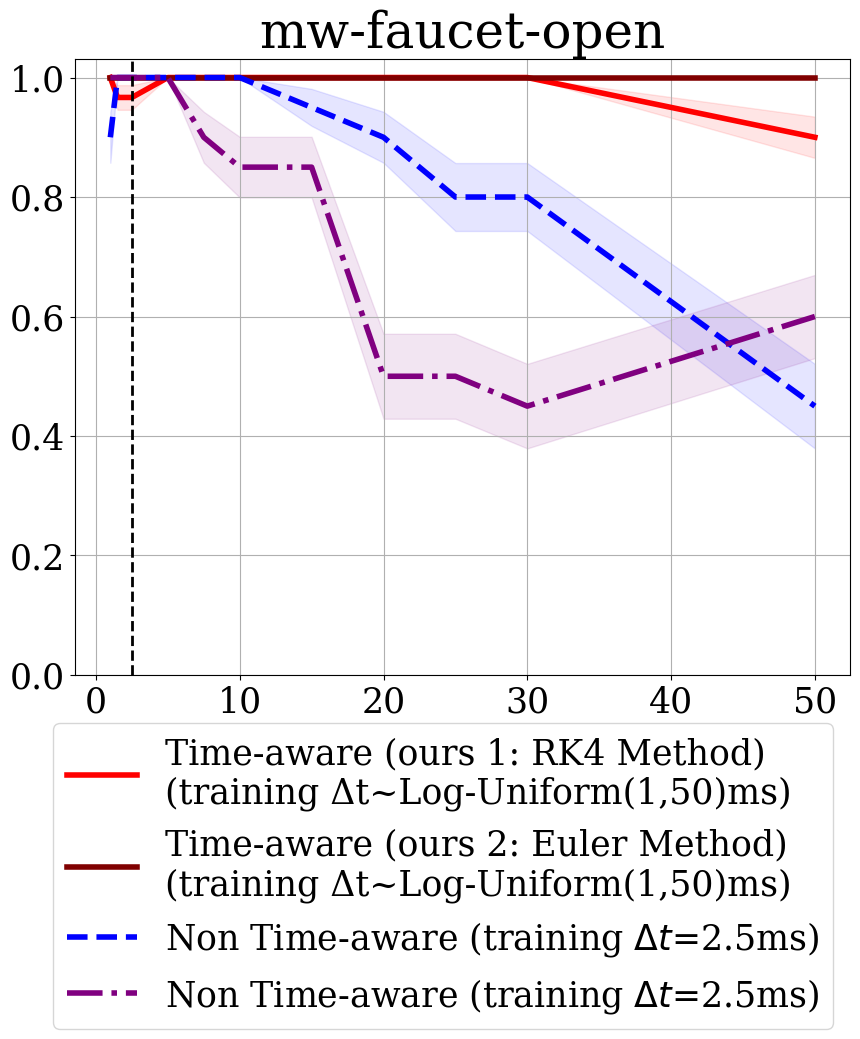 mw-faucet-open
1.0
0.8
0.6
0.4
0.2
0.0
0 10 20 30 40 50
Time-aware (ours 1: RK4 Method)
(training Δt~Log-Uniform(1,50)ms)
Time-aware (ours 2: Euler Method)
(training Δt~Log-Uniform(1,50)ms)
Non Time-aware (training Δt=2.5ms)
Non Time-aware (training Δt=2.5ms)